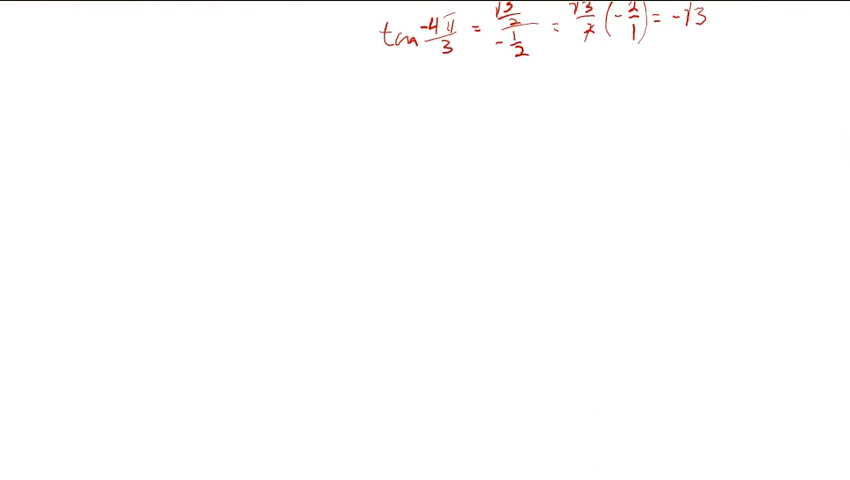 tan -4π/3 = (√3/2)/(-1/2) = √3/2 (-2/1) = -√3